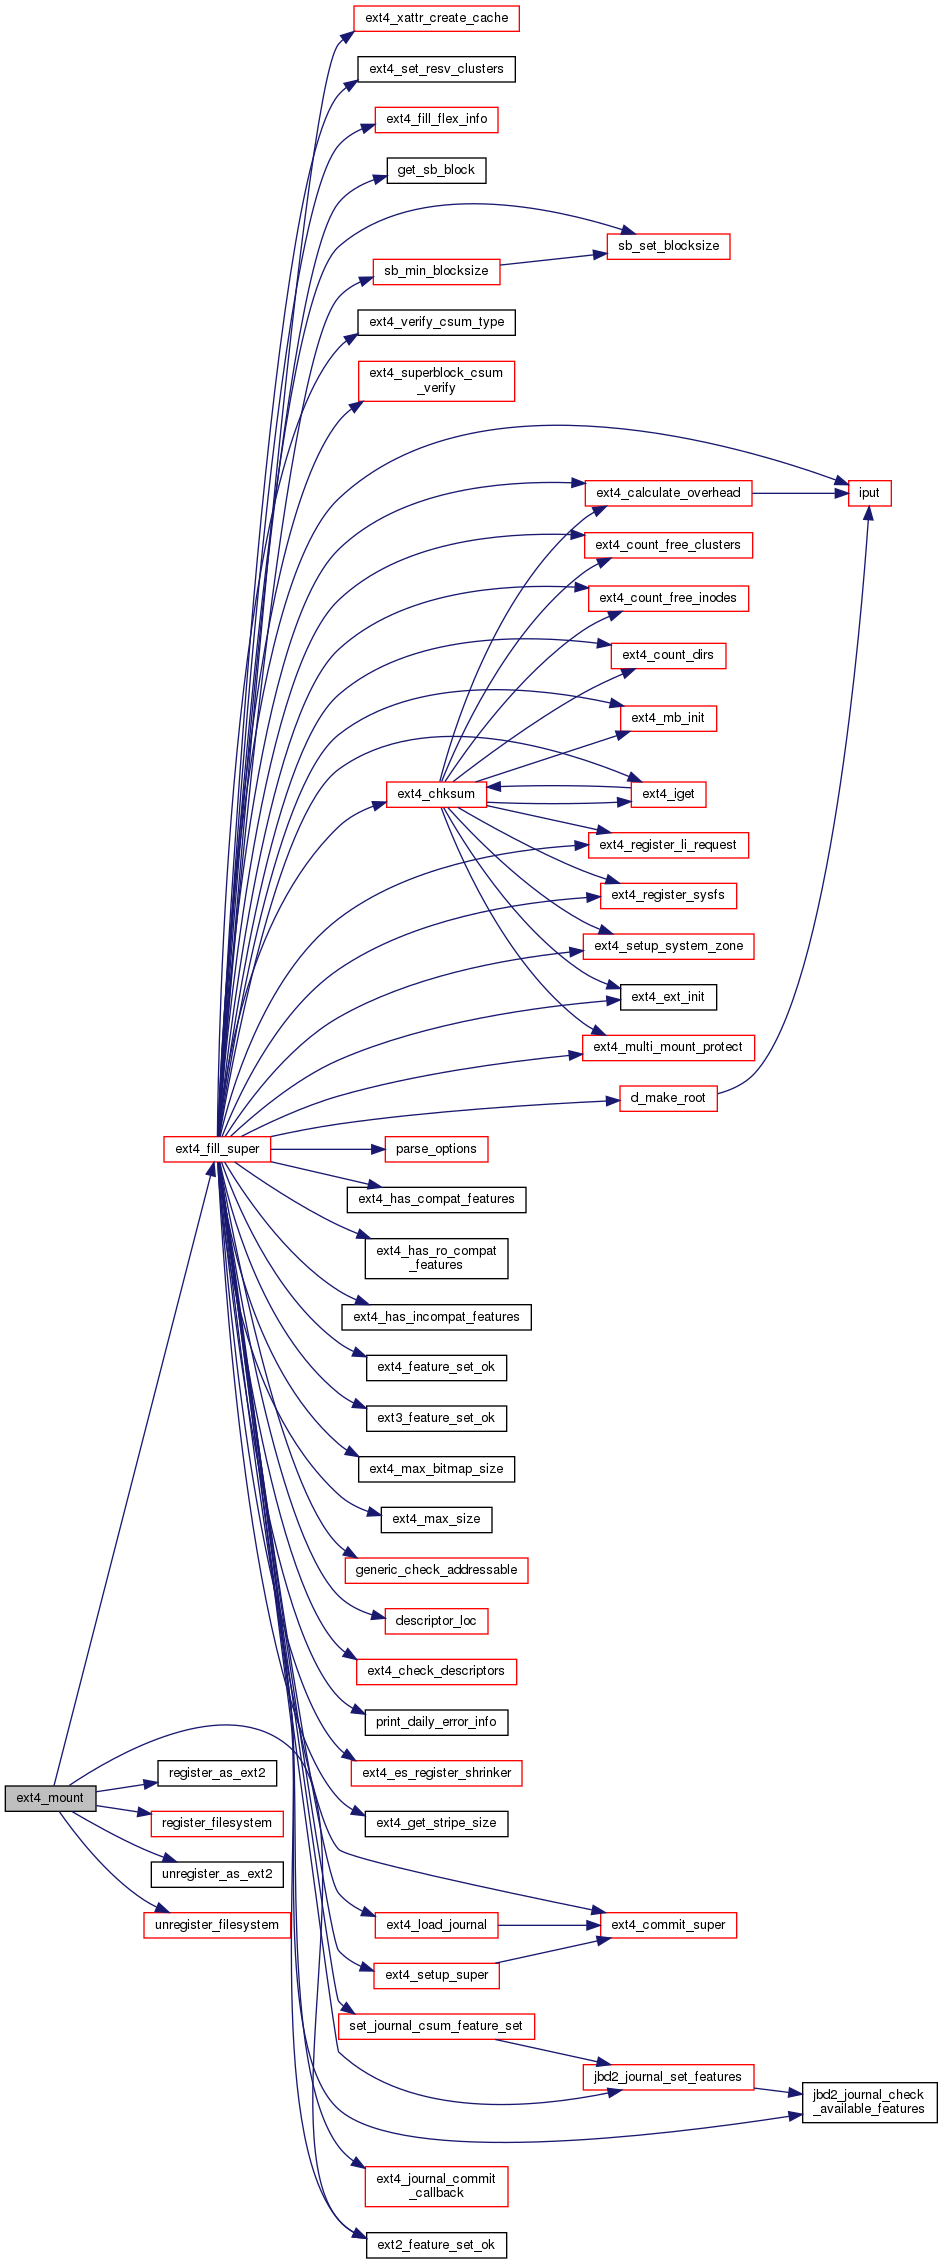 ext4_xattr_create_cache
ext4_set_resv_clusters
ext4_fill_flex_info
get_sb_block
sb_set_blocksize
sb_min_blocksize
ext4_verify_csum_type
ext4_superblock_csum
_verify
ext4_calculate_overhead
iput
ext4_count_free_clusters
ext4_count_free_inodes
ext4_count_dirs
ext4_mb_init
ext4_chksum
ext4_iget
ext4_register_li_request
ext4_register_sysfs
ext4_setup_system_zone
ext4_ext_init
ext4_multi_mount_protect
d_make_root
ext4_fill_super
parse_options
ext4_has_compat_features
ext4_has_ro_compat
_features
ext4_has_incompat_features
ext4_feature_set_ok
ext3_feature_set_ok
ext4_max_bitmap_size
ext4_max_size
generic_check_addressable
descriptor_loc
ext4_check_descriptors
print_daily_error_info
ext4_es_register_shrinker
register_as_ext2
ext4_mount
register_filesystem
ext4_get_stripe_size
unregister_as_ext2
unregister_filesystem
ext4_load_journal
ext4_commit_super
ext4_setup_super
set_journal_csum_feature_set
jbd2_journal_set_features
jbd2_journal_check
_available_features
ext4_journal_commit
_callback
ext2_feature_set_ok